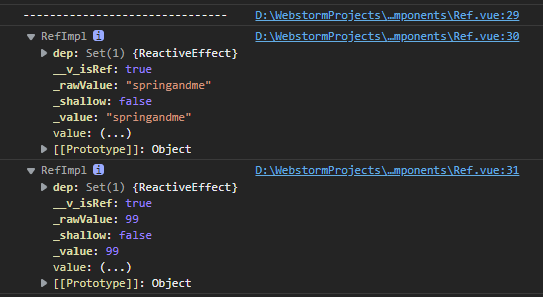 ------------------------------- D:\WebstormProjects\…mponents\Ref.vue:29
▼ RefImpl i D:\WebstormProjects\…mponents\Ref.vue:30
▶ dep: Set(1) {ReactiveEffect}
__v_isRef: true
_rawValue: "springandme"
_shallow: false
_value: "springandme"
value: (...)
▶ [[Prototype]]: Object
▼ RefImpl i D:\WebstormProjects\…mponents\Ref.vue:31
▶ dep: Set(1) {ReactiveEffect}
__v_isRef: true
_rawValue: 99
_shallow: false
_value: 99
value: (...)
▶ [[Prototype]]: Object